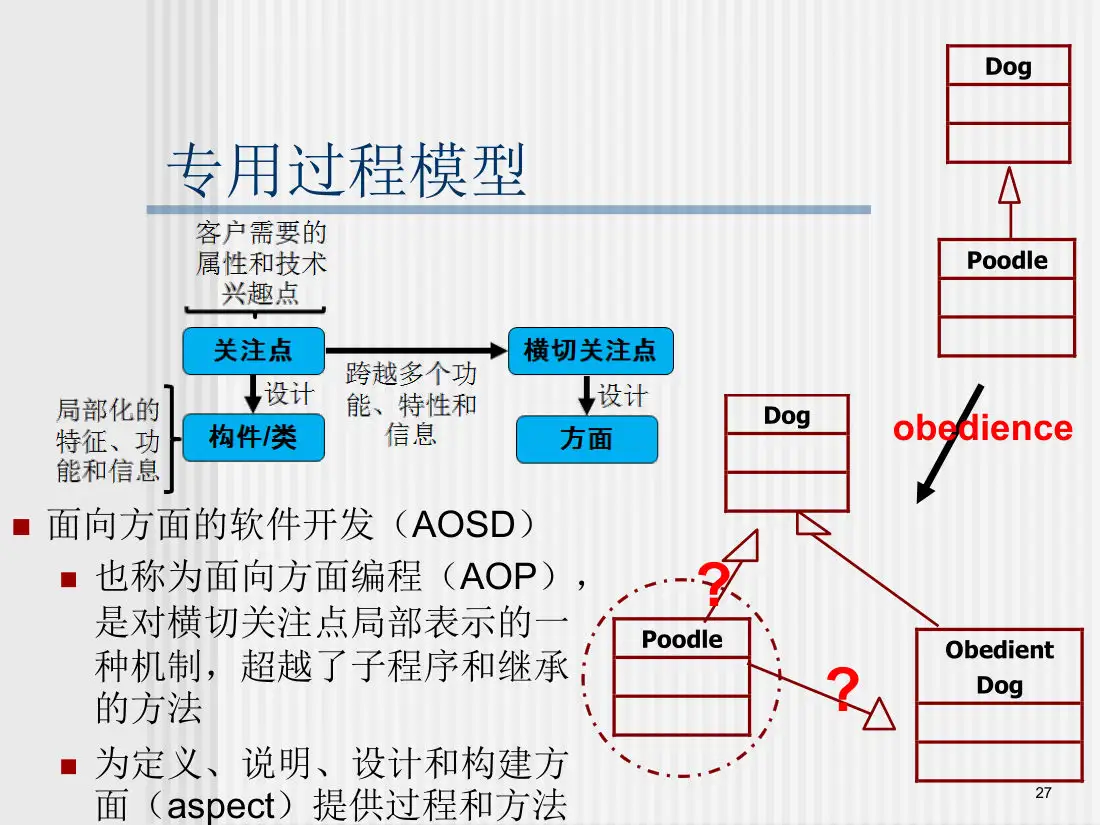 专用过程模型
客户需要的
属性和技术
兴趣点
关注点
横切关注点
跨越多个功
能、特性和
信息
设计
设计
局部化的
特征、功
能和信息
构件/类
方面
面向方面的软件开发（AOSD）
也称为面向方面编程（AOP），
是对横切关注点局部表示的一
种机制，超越了子程序和继承
的方法
为定义、说明、设计和构建方
面（aspect）提供过程和方法
Dog
Poodle
obedience
Dog
?
Poodle
?
Obedient
Dog
27